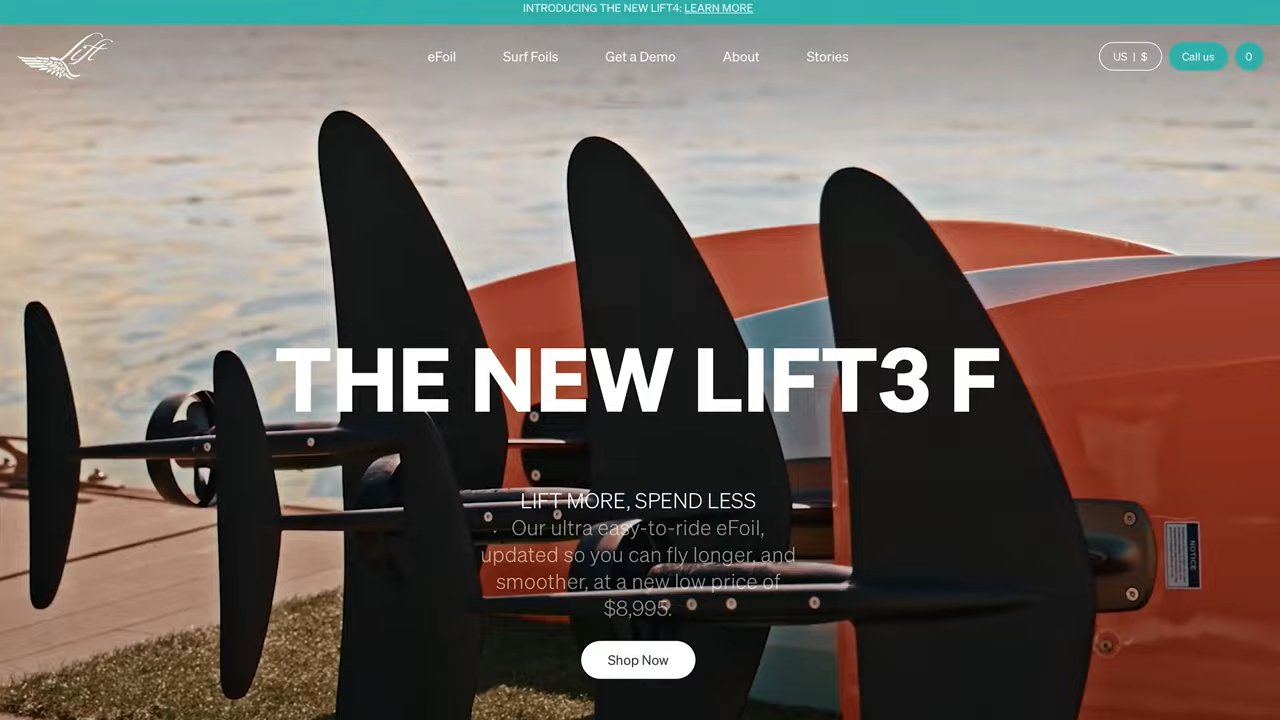 INTRODUCING THE NEW LIFT4: LEARN MORE
lift
eFoil
Surf Foils
Get a Demo
About
Stories
US | $
Call us
0
THE NEW LIFT3 F
LIFT MORE, SPEND LESS
Our ultra easy-to-ride eFoil,
updated so you can fly longer, and
smoother, at a new low price of
$8,995.
NOTICE
Shop Now